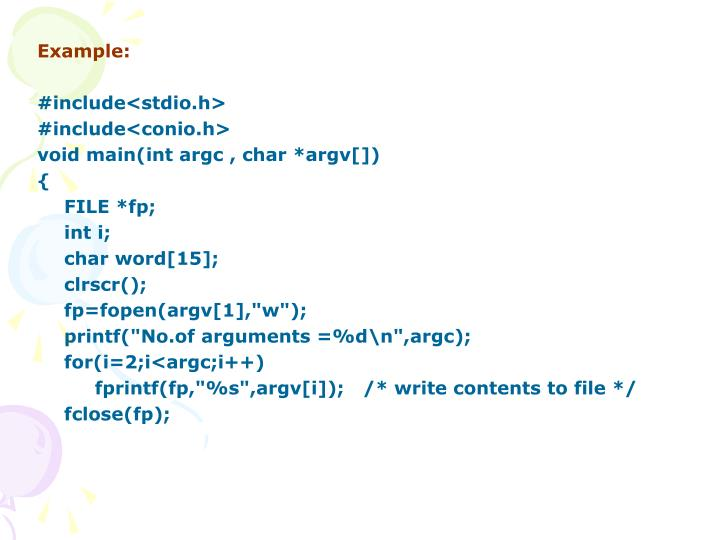 Example:
#include<stdio.h>
#include<conio.h>
void main(int argc , char *argv[])
{
FILE *fp;
int i;
char word[15];
clrscr();
fp=fopen(argv[1],"w");
printf("No.of arguments =%d\n",argc);
for(i=2;i<argc;i++)
fprintf(fp,"%s",argv[i]); /* write contents to file */
fclose(fp);